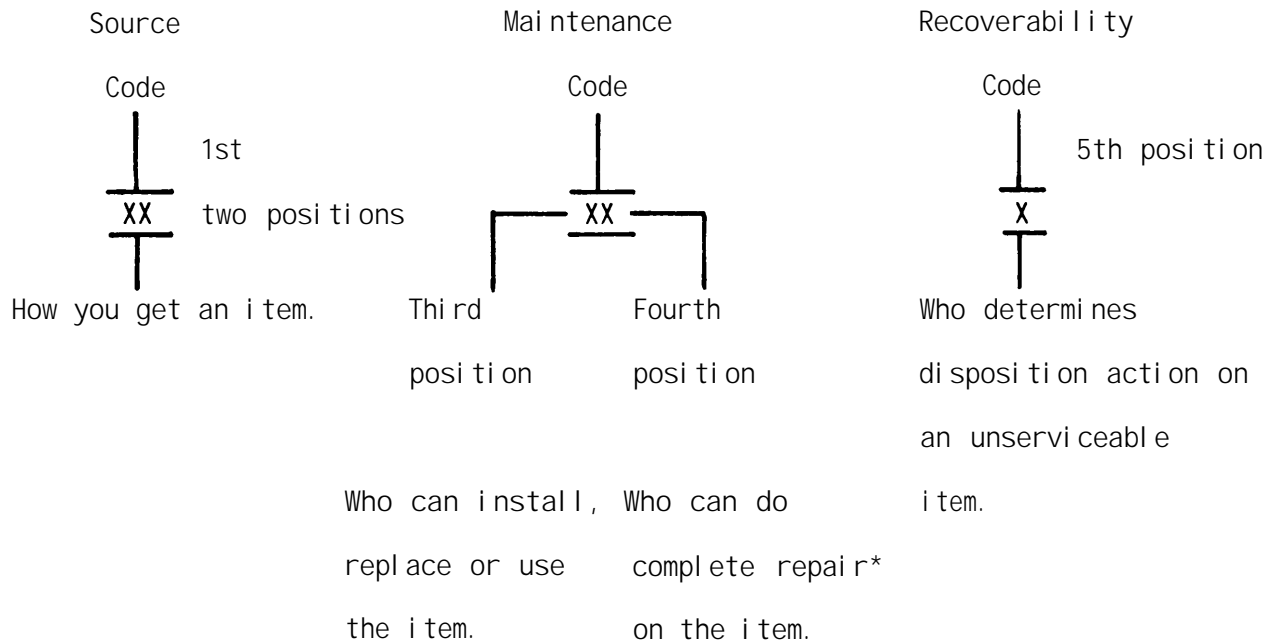 Source Maintenance Recoverability
Code Code Code
1st 5th position
XX two positions XX X
How you get an item. Third Fourth Who determines
position position disposition action on
an unserviceable
Who can install, Who can do item.
replace or use complete repair*
the item. on the item.